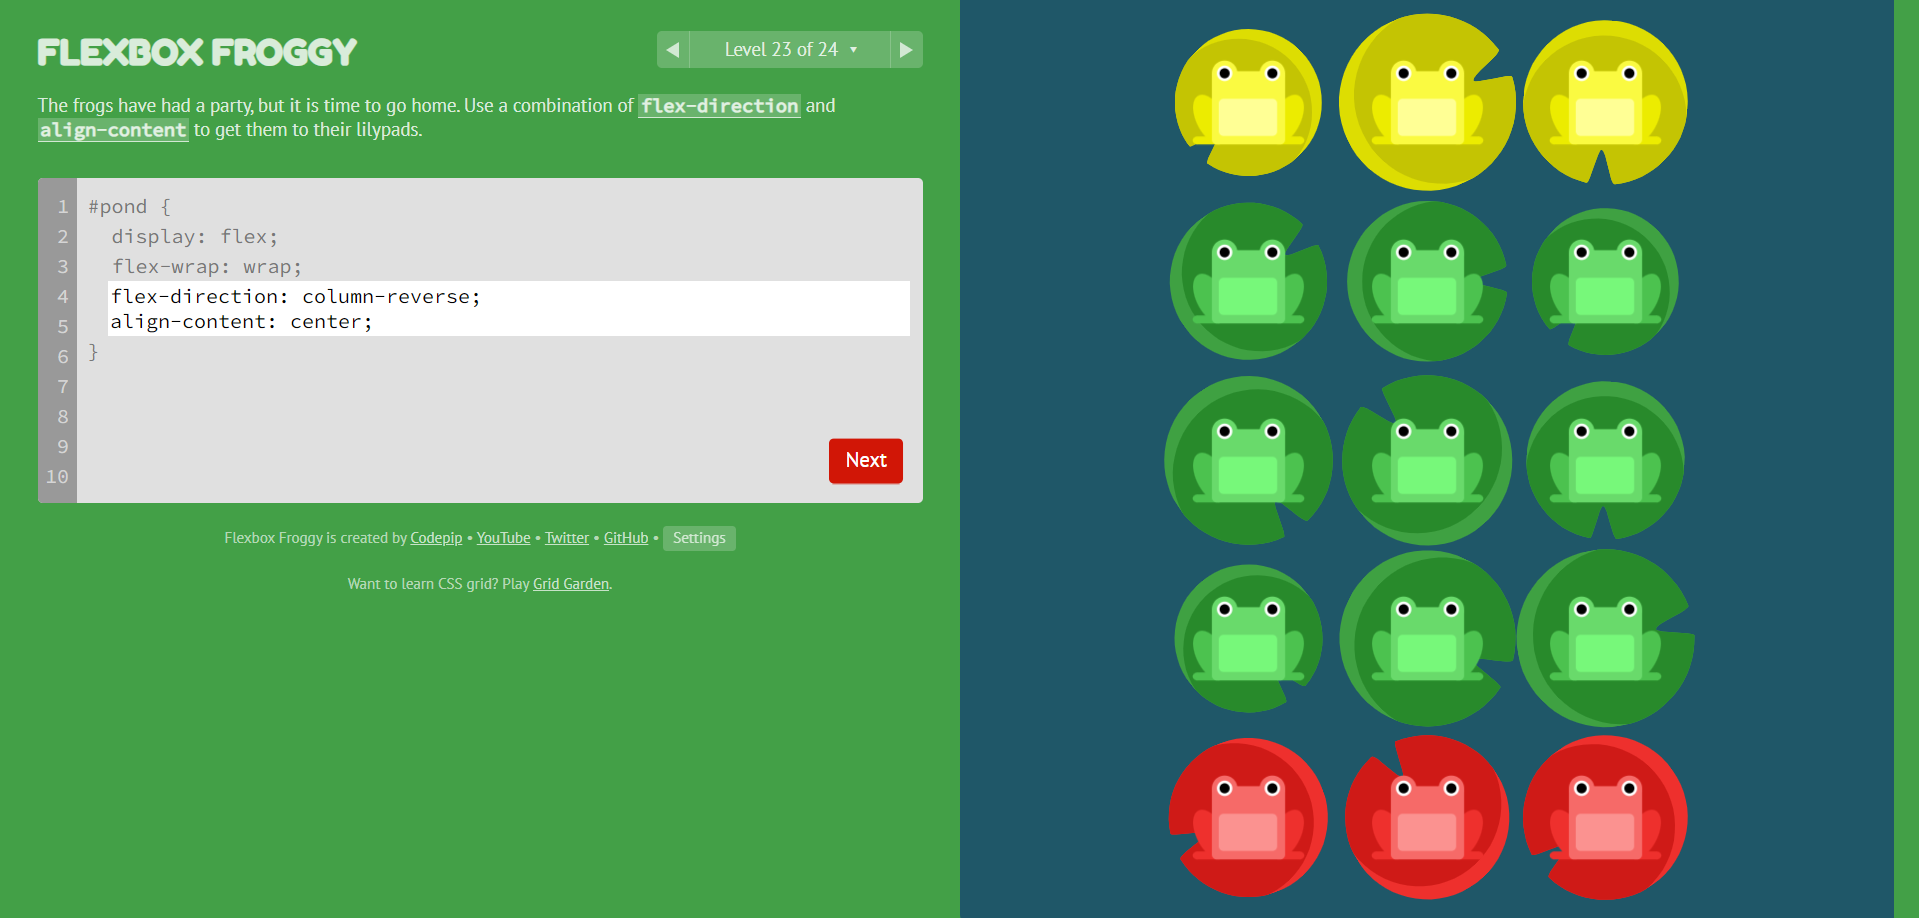 FLEXBOX FROGGY
◀ Level 23 of 24 ▼ ▶
The frogs have had a party, but it is time to go home. Use a combination of flex-direction and
align-content to get them to their lilypads.
1 #pond {
2 display: flex;
3 flex-wrap: wrap;
4 flex-direction: column-reverse;
5 align-content: center;
6 }
7
8
9
10
Next
Flexbox Froggy is created by Codepip • YouTube • Twitter • GitHub • Settings
Want to learn CSS grid? Play Grid Garden.